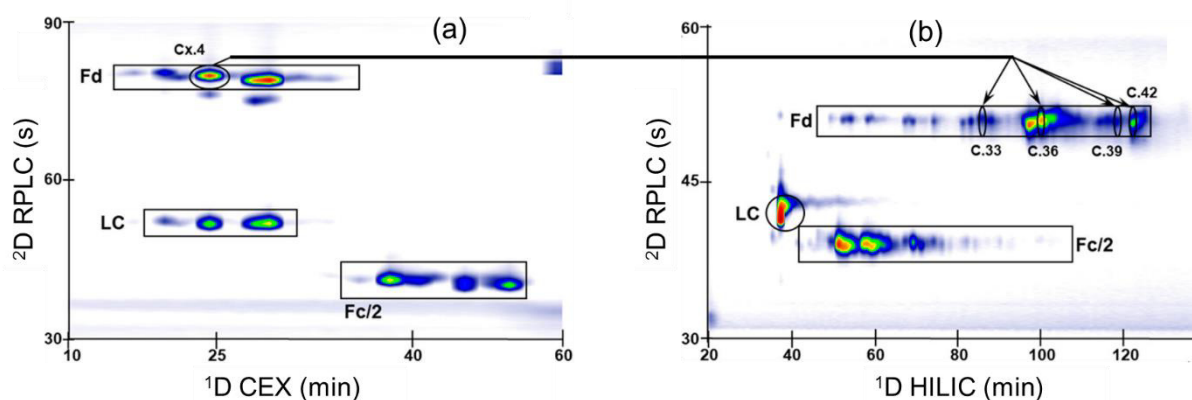 (a)
90
Cx.4
Fd
60
LC
Fc/2
30
10
25
40
60
²D RPLC (s)
¹D CEX (min)
(b)
60
C.42
Fd
C.33
C.36
C.39
45
LC
Fc/2
30
20
40
60
80
100
120
²D RPLC (s)
¹D HILIC (min)